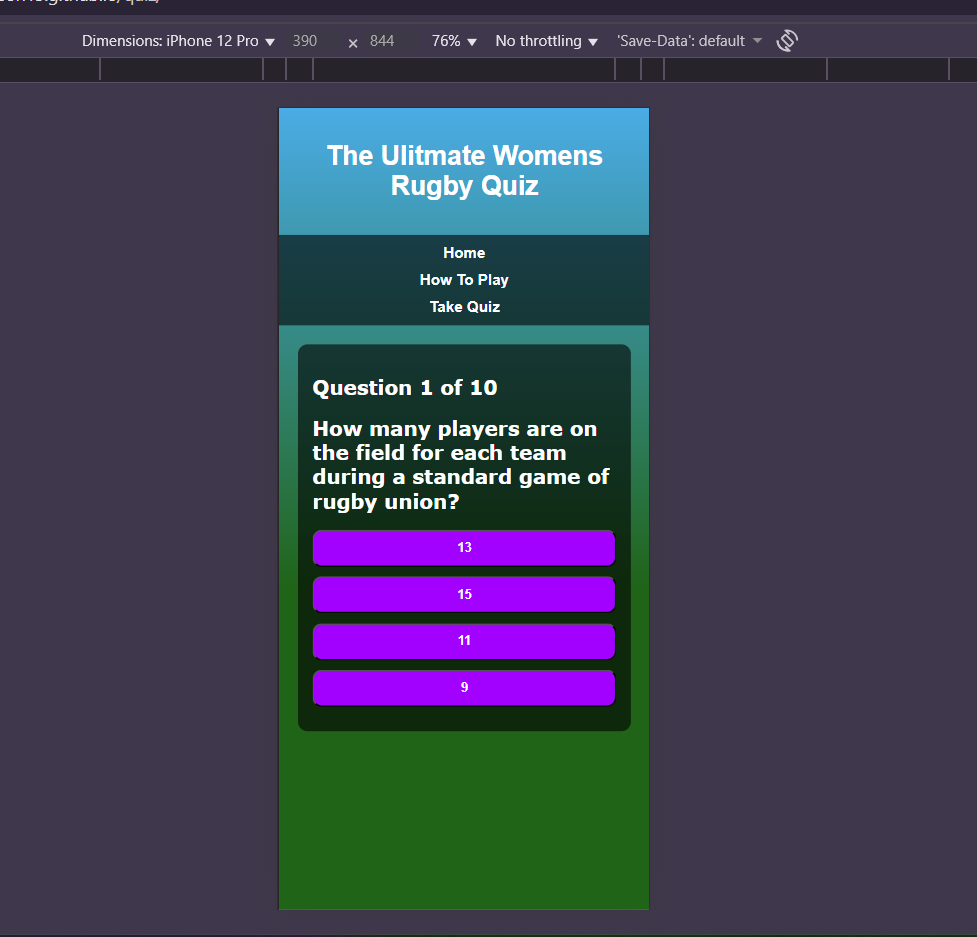 Dimensions: iPhone 12 Pro ▼ 390 × 844 76% ▼ No throttling ▼ 'Save-Data': default ▼
The Ulitmate Womens
Rugby Quiz
Home
How To Play
Take Quiz
Question 1 of 10
How many players are on
the field for each team
during a standard game of
rugby union?
13
15
11
9